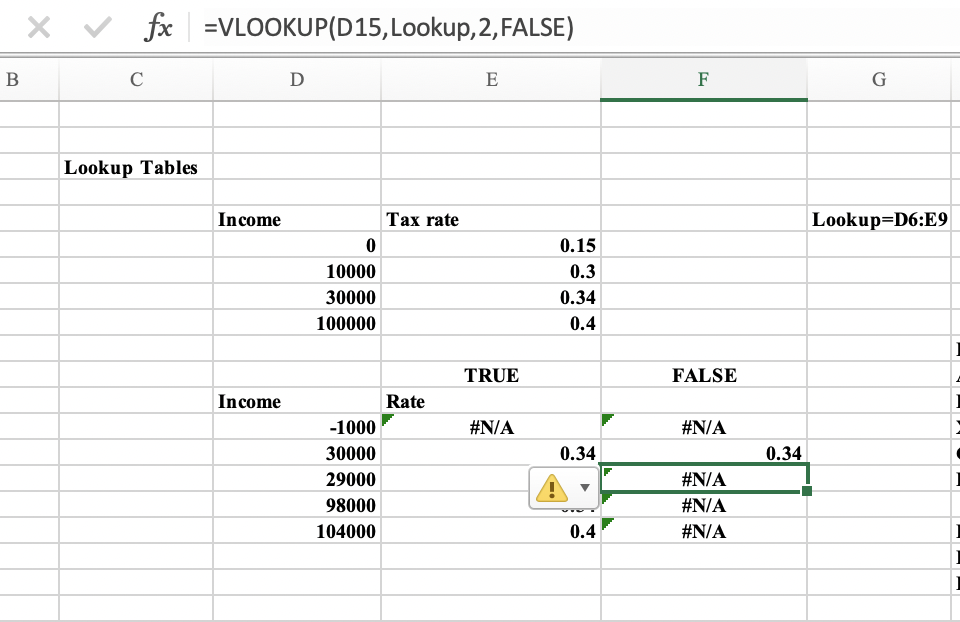 fx =VLOOKUP(D15,Lookup,2,FALSE)
B C D E F G
Lookup Tables
Income Tax rate Lookup=D6:E9
0 0.15
10000 0.3
30000 0.34
100000 0.4
TRUE FALSE
Income Rate
-1000 #N/A #N/A
30000 0.34 0.34
29000 #N/A
98000 #N/A
104000 0.4 #N/A